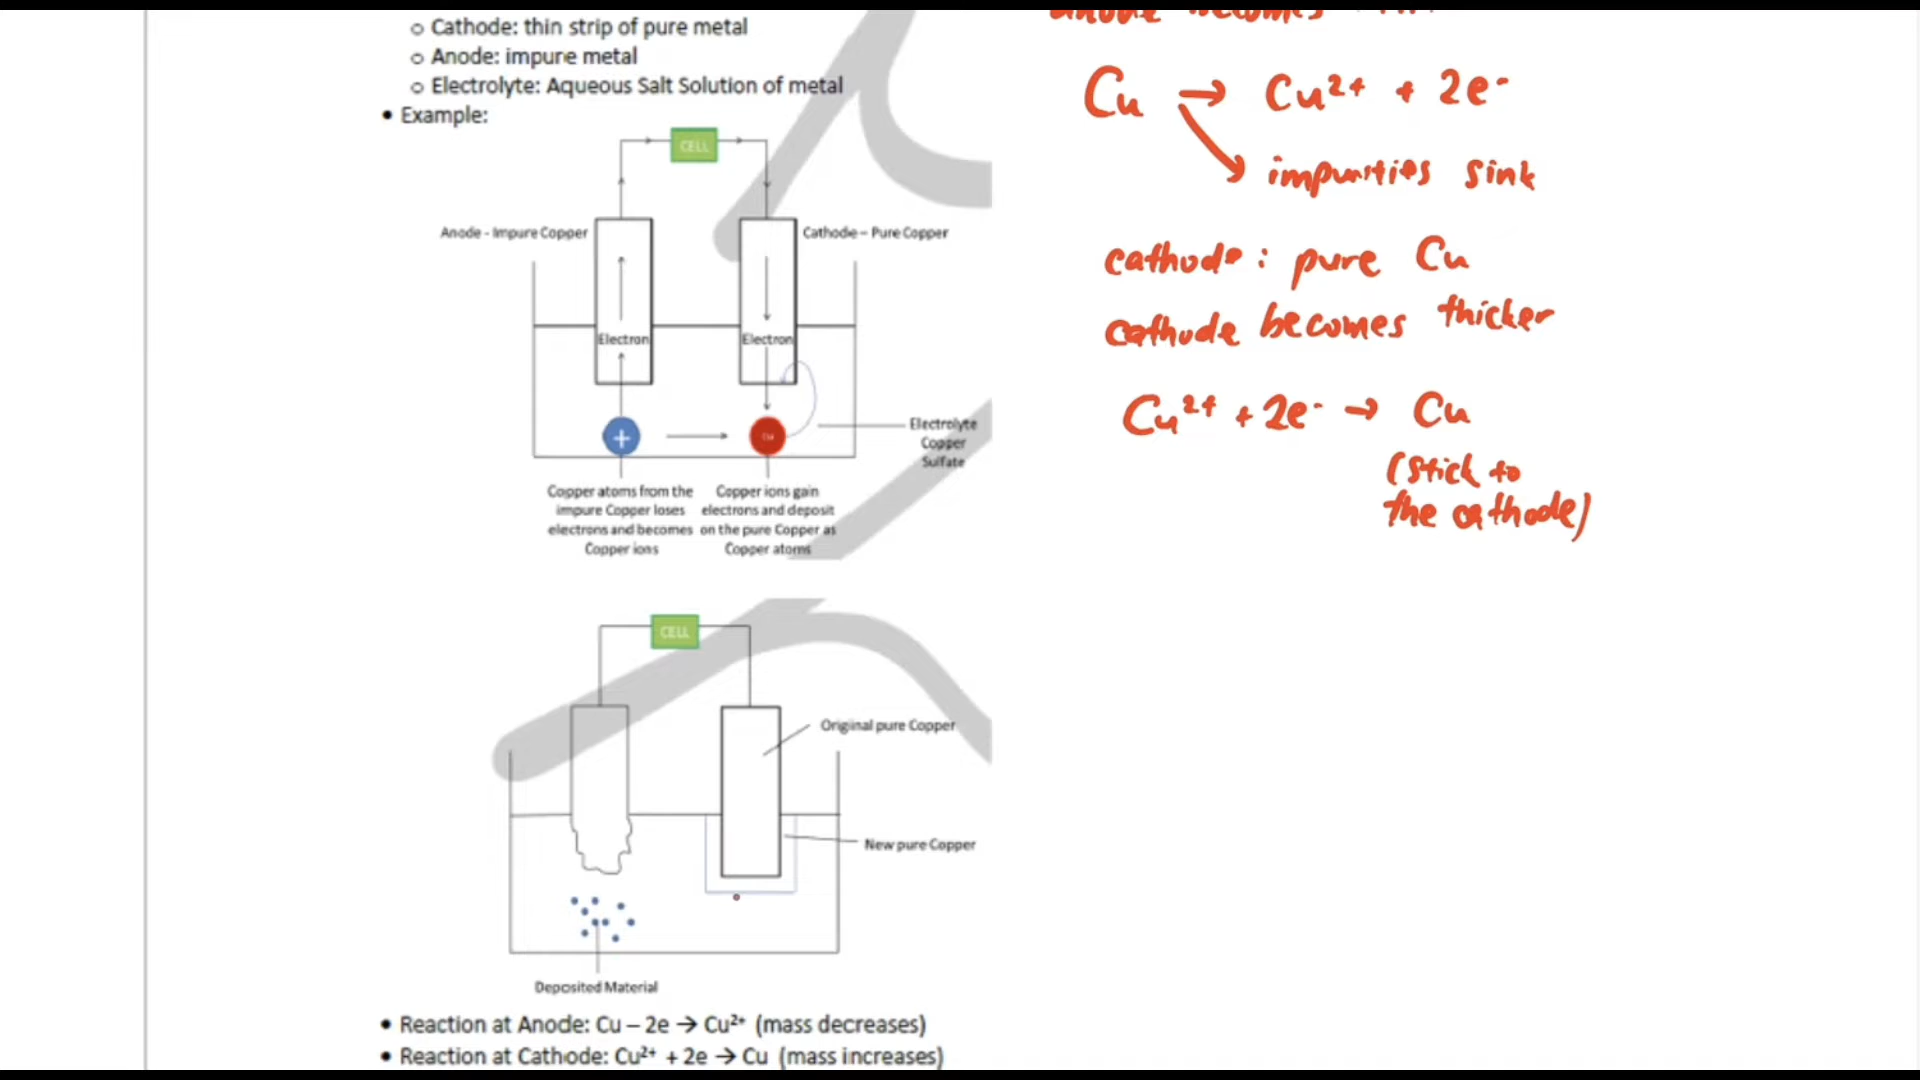 o Cathode: thin strip of pure metal
o Anode: impure metal
o Electrolyte: Aqueous Salt Solution of metal
• Example:
CELL
Anode - Impure Copper
Cathode – Pure Copper
Electron
Electron
+
Cu
Electrolyte
Copper
Sulfate
Copper atoms from the
impure Copper loses
electrons and becomes
Copper ions
Copper ions gain
electrons and deposit
on the pure Copper as
Copper atoms
CELL
Original pure Copper
New pure Copper
Deposited Material
• Reaction at Anode: Cu – 2e → Cu²⁺ (mass decreases)
• Reaction at Cathode: Cu²⁺ + 2e → Cu (mass increases)
anode becomes
Cu → Cu²⁺ + 2e⁻
impurities sink
cathode: pure Cu
cathode becomes thicker
Cu²⁺ + 2e⁻ → Cu
(stick to
the cathode)